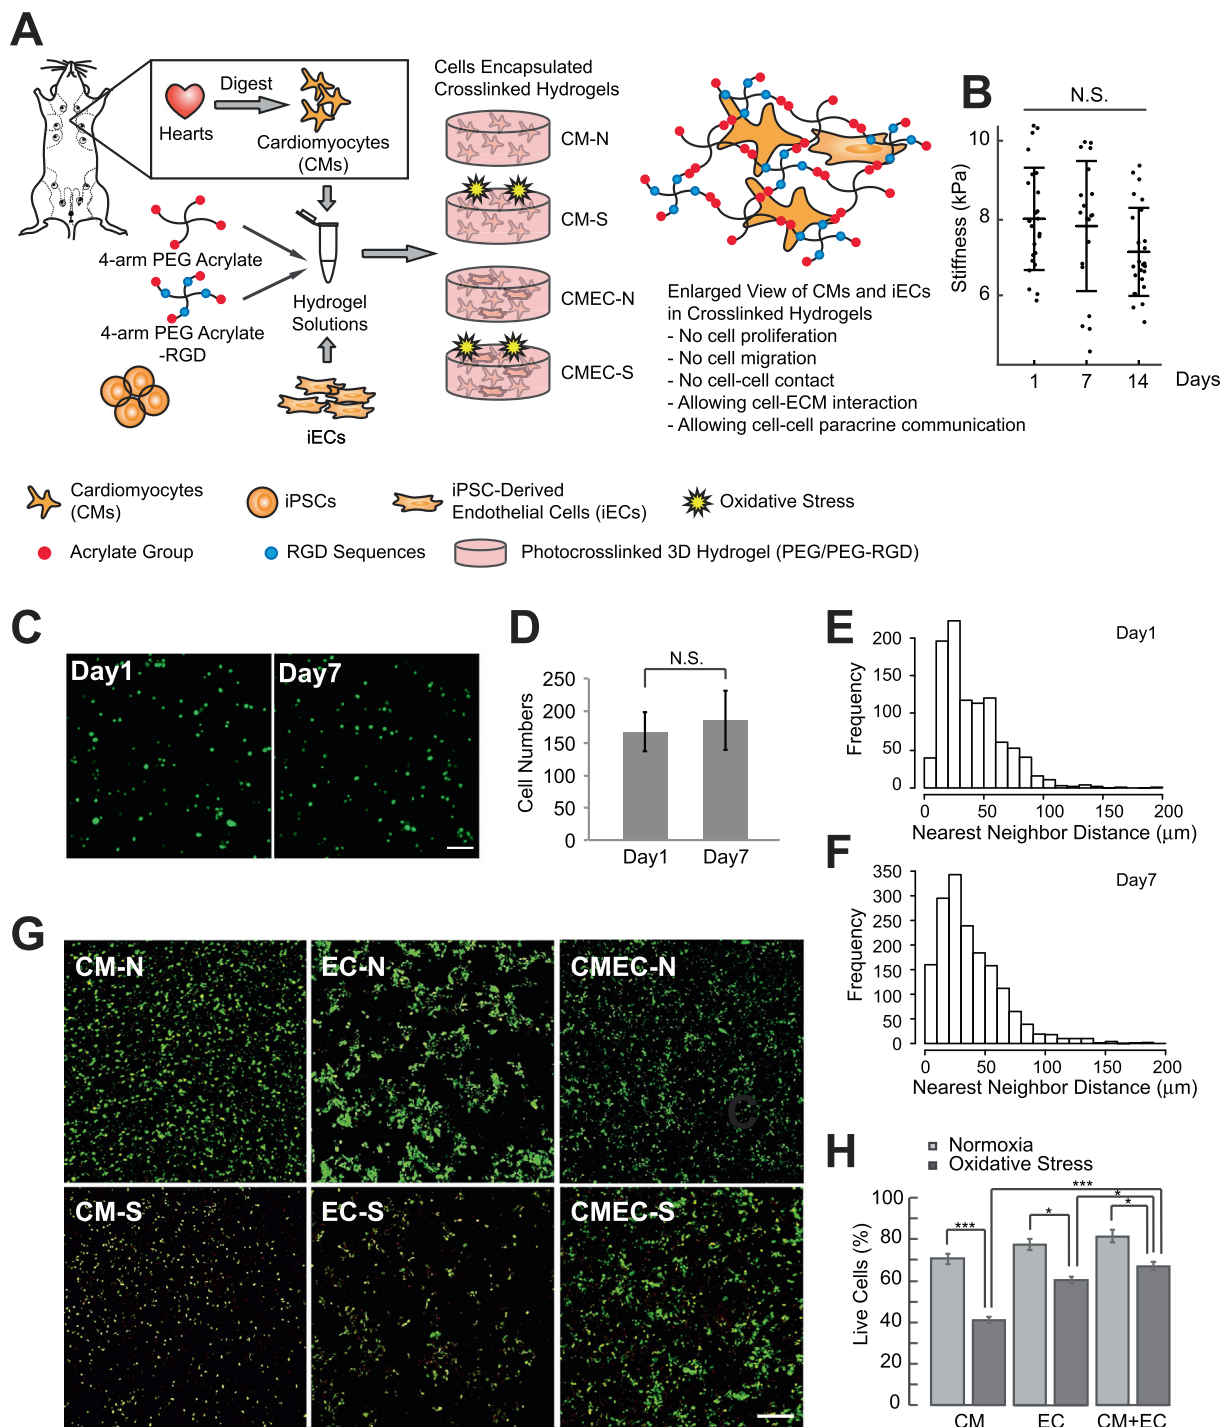 A
Hearts
Digest
Cardiomyocytes
(CMs)
4-arm PEG Acrylate
4-arm PEG Acrylate
-RGD
Hydrogel
Solutions
iECs
Cells Encapsulated
Crosslinked Hydrogels
CM-N
CM-S
CMEC-N
CMEC-S
Enlarged View of CMs and iECs
in Crosslinked Hydrogels
- No cell proliferation
- No cell migration
- No cell-cell contact
- Allowing cell-ECM interaction
- Allowing cell-cell paracrine communication
B
N.S.
Stiffness (kPa)
10
8
6
1 7 14 Days
Cardiomyocytes
(CMs)
iPSCs
iPSC-Derived
Endothelial Cells (iECs)
Oxidative Stress
Acrylate Group
RGD Sequences
Photocrosslinked 3D Hydrogel (PEG/PEG-RGD)
C
Day1
Day7
D
N.S.
Cell Numbers
250
200
150
100
50
0
Day1 Day7
E
Day1
Frequency
200
150
100
50
0
0 50 100 150 200
Nearest Neighbor Distance (μm)
F
Day7
Frequency
350
300
250
200
150
100
50
0
0 50 100 150 200
Nearest Neighbor Distance (μm)
G
CM-N
EC-N
CMEC-N
C
CM-S
EC-S
CMEC-S
H
Normoxia
Oxidative Stress
Live Cells (%)
100
80
60
40
20
0
***
*
*
*
***
CM EC CM+EC